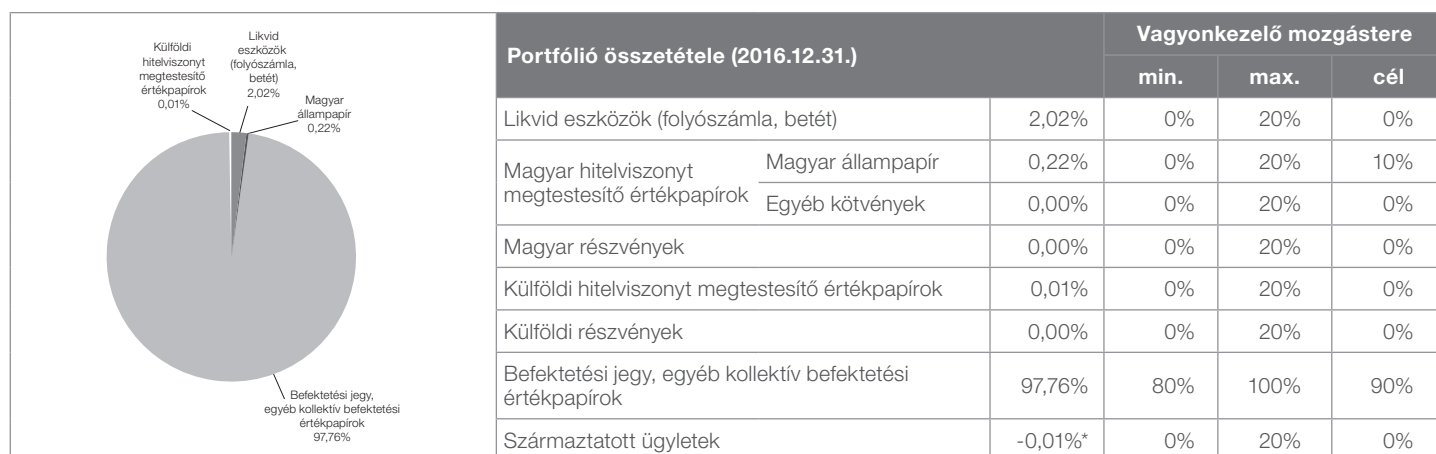 Külföldi
hitelviszonyt
megtestesítő
értékpapírok
0,01%
Likvid
eszközök
(folyószámla,
betét)
2,02%
Magyar
állampapír
0,22%
Befektetési jegy,
egyéb kollektív befektetési
értékpapírok
97,76%
Portfólió összetétele (2016.12.31.)
Vagyonkezelő mozgástere
min. max. cél
Likvid eszközök (folyószámla, betét) 2,02% 0% 20% 0%
Magyar hitelviszonyt
megtestesítő értékpapírok
Magyar állampapír 0,22% 0% 20% 10%
Egyéb kötvények 0,00% 0% 20% 0%
Magyar részvények 0,00% 0% 20% 0%
Külföldi hitelviszonyt megtestesítő értékpapírok 0,01% 0% 20% 0%
Külföldi részvények 0,00% 0% 20% 0%
Befektetési jegy, egyéb kollektív befektetési
értékpapírok 97,76% 80% 100% 90%
Származtatott ügyletek -0,01%* 0% 20% 0%